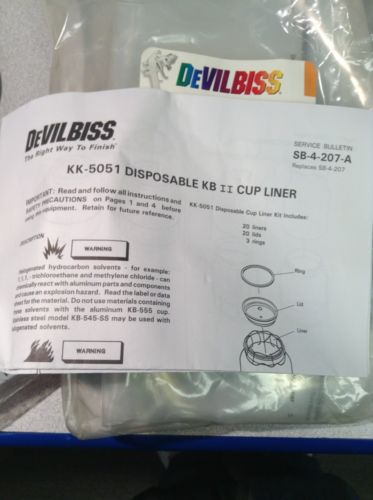 DEVILBISS
DEVILBISS
The Right Way To Finish
SERVICE BULLETIN
SB-4-207-A
Replaces SB-4-207
KK-5051 DISPOSABLE KB II CUP LINER
IMPORTANT: Read and follow all instructions and
SAFETY PRECAUTIONS on Pages 1 and 4 before
using the equipment. Retain for future reference.
DESCRIPTION
WARNING
Halogenated hydrocarbon solvents - for example:
1,1,1, - trichloroethane and methylene chloride - can
chemically react with aluminum parts and components
and cause an explosion hazard. Read the label or data
sheet for the material. Do not use materials containing
these solvents with the aluminum KB-555 cup.
Stainless steel model KB-545-SS may be used with
halogenated solvents.
WARNING
KK-5051 Disposable Cup Liner Kit Includes:
20 liners
20 lids
3 rings
Ring
Lid
Liner